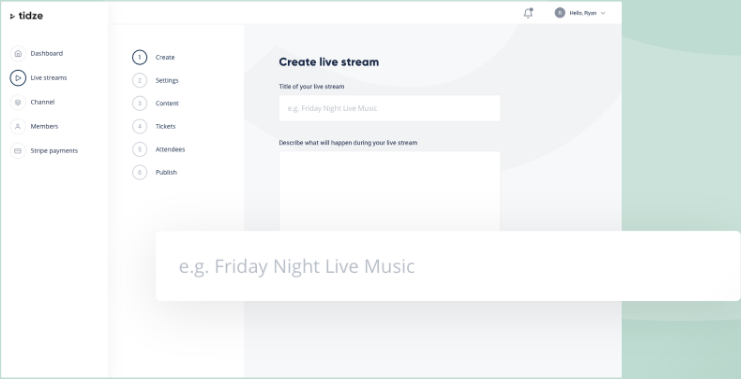 tidze
Hello, Ryan
Dashboard
Live streams
Channel
Members
Stripe payments
1 Create
2 Settings
3 Content
4 Tickets
5 Attendees
6 Publish
Create live stream
Title of your live stream
e.g. Friday Night Live Music
Describe what will happen during your live stream
e.g. Friday Night Live Music